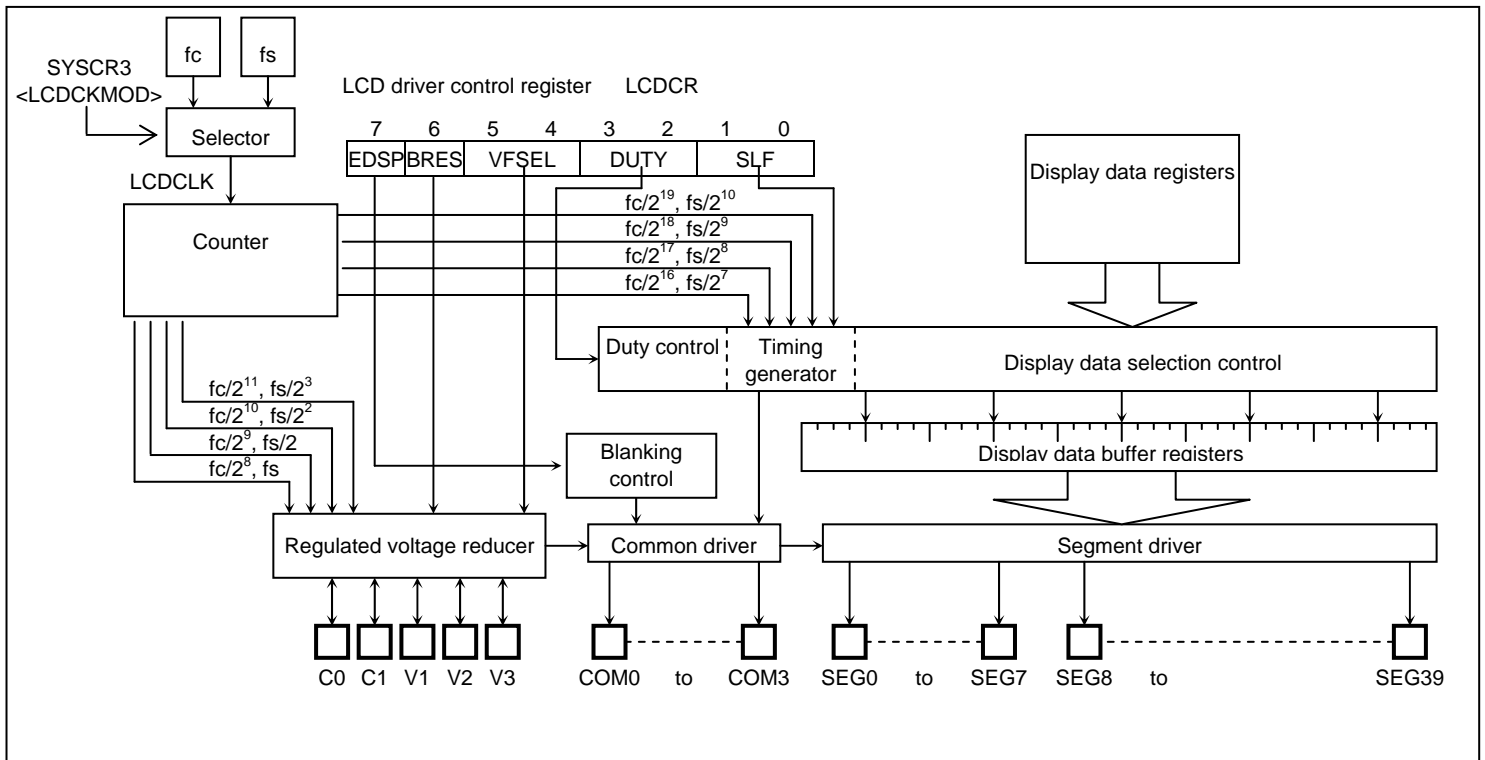 fc fs
SYSCR3
<LCDCKMOD>
LCD driver control register LCDCR
Selector
7 6 5 4 3 2 1 0
EDSP BRES VFSEL DUTY SLF
LCDCLK
Display data registers
Counter
fc/2^19, fs/2^10
fc/2^18, fs/2^9
fc/2^17, fs/2^8
fc/2^16, fs/2^7
Duty control
Timing
generator
Display data selection control
fc/2^11, fs/2^3
fc/2^10, fs/2^2
fc/2^9, fs/2
fc/2^8, fs
Blanking
control
Display data buffer registers
Regulated voltage reducer
Common driver
Segment driver
C0 C1 V1 V2 V3 COM0 to COM3 SEG0 to SEG7 SEG8 to SEG39